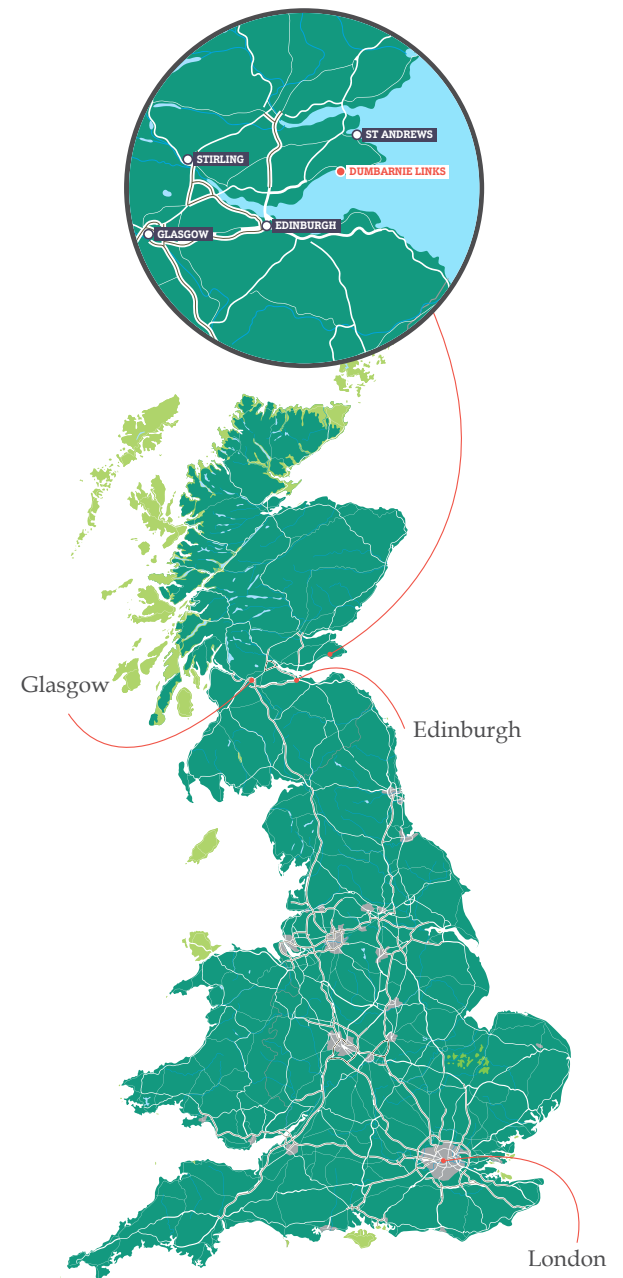 ST ANDREWS
STIRLING
DUMBARNIE LINKS
EDINBURGH
GLASGOW
Glasgow
Edinburgh
London